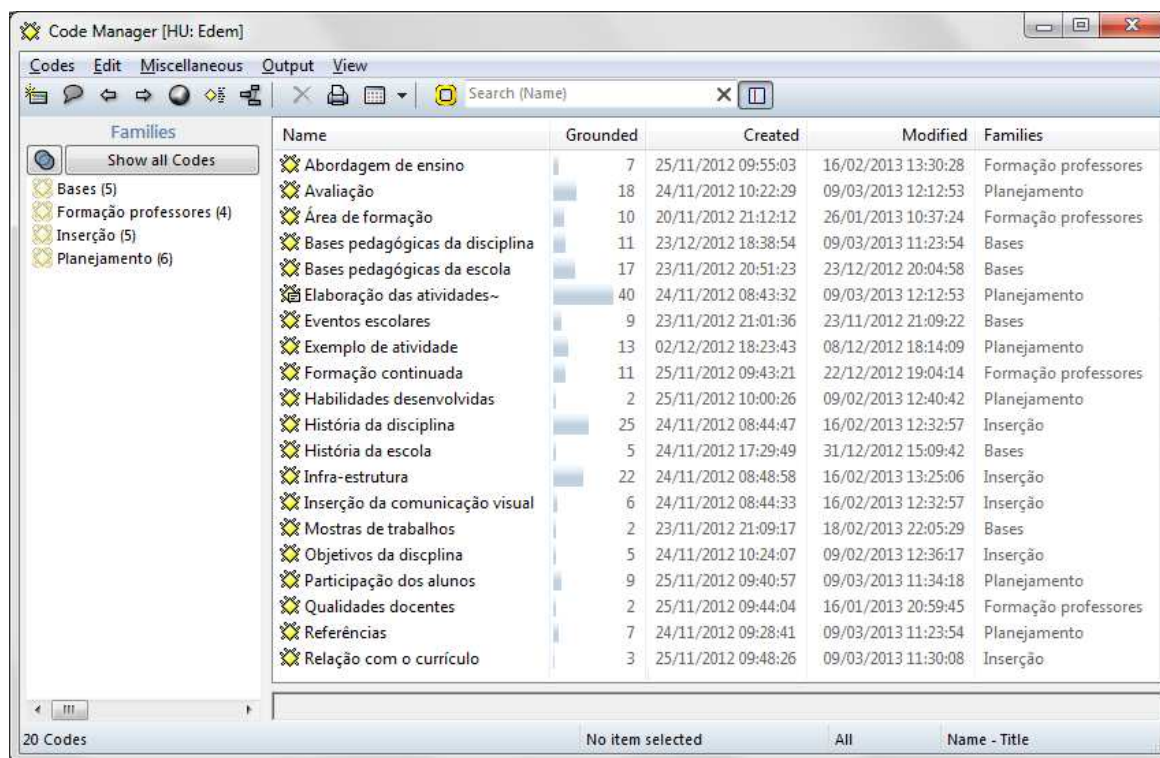 Code Manager [HU: Edem]
Codes Edit Miscellaneous Output View
Search (Name)
Families
Show all Codes
Bases (5)
Formação professores (4)
Inserção (5)
Planejamento (6)
Name Grounded Created Modified Families
Abordagem de ensino 7 25/11/2012 09:55:03 16/02/2013 13:30:28 Formação professores
Avaliação 18 24/11/2012 10:22:29 09/03/2013 12:12:53 Planejamento
Área de formação 10 20/11/2012 21:12:12 26/01/2013 10:37:24 Formação professores
Bases pedagógicas da disciplina 11 23/12/2012 18:38:54 09/03/2013 11:23:54 Bases
Bases pedagógicas da escola 17 23/11/2012 20:51:23 23/12/2012 20:04:58 Bases
Elaboração das atividades~ 40 24/11/2012 08:43:32 09/03/2013 12:12:53 Planejamento
Eventos escolares 9 23/11/2012 21:01:36 23/11/2012 21:09:22 Bases
Exemplo de atividade 13 02/12/2012 18:23:43 08/12/2012 18:14:09 Planejamento
Formação continuada 11 25/11/2012 09:43:21 22/12/2012 19:04:14 Formação professores
Habilidades desenvolvidas 2 25/11/2012 10:00:26 09/02/2013 12:40:42 Planejamento
História da disciplina 25 24/11/2012 08:44:47 16/02/2013 12:32:57 Inserção
História da escola 5 24/11/2012 17:29:49 31/12/2012 15:09:42 Bases
Infra-estrutura 22 24/11/2012 08:48:58 16/02/2013 13:25:06 Inserção
Inserção da comunicação visual 6 24/11/2012 08:44:33 16/02/2013 12:32:57 Inserção
Mostras de trabalhos 2 23/11/2012 21:09:17 18/02/2013 22:05:29 Bases
Objetivos da discplina 5 24/11/2012 10:24:07 09/02/2013 12:36:17 Inserção
Participação dos alunos 9 25/11/2012 09:40:57 09/03/2013 11:34:18 Planejamento
Qualidades docentes 2 25/11/2012 09:44:04 16/01/2013 20:59:45 Formação professores
Referências 7 24/11/2012 09:28:41 09/03/2013 11:23:54 Planejamento
Relação com o currículo 3 25/11/2012 09:48:26 09/03/2013 11:30:08 Inserção
20 Codes No item selected All Name - Title